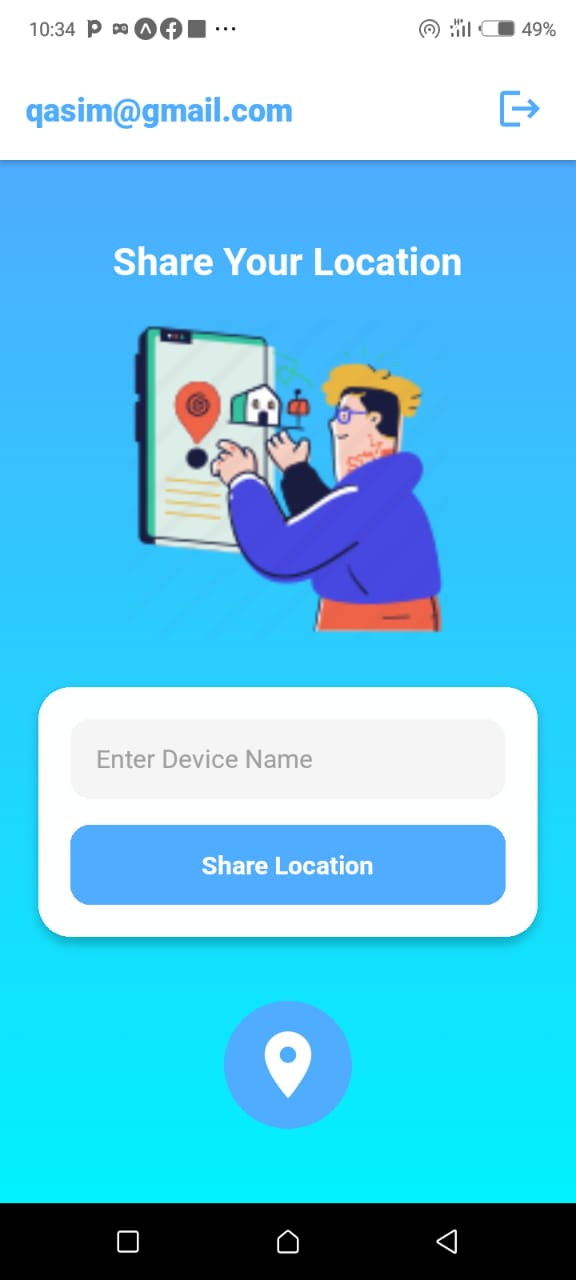 10:34
49%
qasim@gmail.com
Share Your Location
Enter Device Name
Share Location